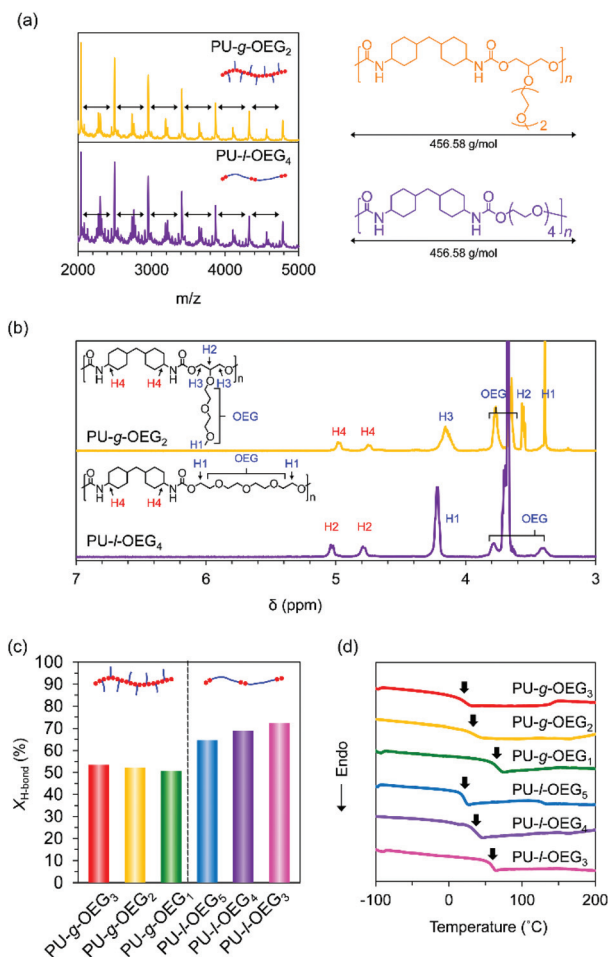 (a)
PU-g-OEG2
PU-l-OEG4
2000 3000 4000 5000
m/z
O
N
H
N
H
O
O
O
O
n
O
O
2
456.58 g/mol
O
N
H
N
H
O
O
O
4
n
456.58 g/mol
(b)
O
N
H
H4
H4
N
H
O
O
H2
O
n
H3 H3
O
O
O
O
OEG
H1
PU-g-OEG2
H4 H4 H3 OEG H2 H1
O
N
H
H4
H4
N
H
O
O
H1 OEG H1
O O O O
n
PU-l-OEG4
H2 H2 H1 OEG
7 6 5 4 3
δ (ppm)
(c)
XH-bond (%)
100
90
80
70
60
50
40
30
20
10
0
PU-g-OEG3
PU-g-OEG2
PU-g-OEG1
PU-l-OEG5
PU-l-OEG4
PU-l-OEG3
(d)
Endo
PU-g-OEG3
PU-g-OEG2
PU-g-OEG1
PU-l-OEG5
PU-l-OEG4
PU-l-OEG3
-100 0 100 200
Temperature (˚C)